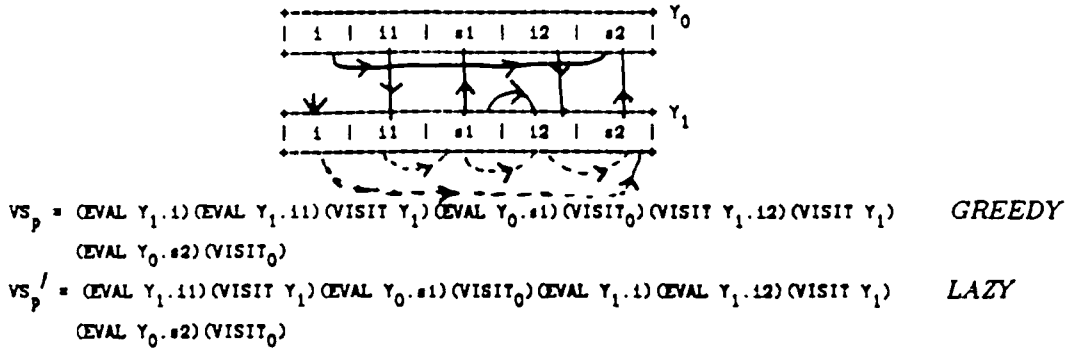 Y₀
| i | i1 | s1 | i2 | s2 |
Y₁
| i | i1 | s1 | i2 | s2 |
VSₚ = (EVAL Y₁.i)(EVAL Y₁.i1)(VISIT Y₁)(EVAL Y₀.s1)(VISIT₀)(VISIT Y₁.i2)(VISIT Y₁) GREEDY
(EVAL Y₀.s2)(VISIT₀)
VSₚ' = (EVAL Y₁.i1)(VISIT Y₁)(EVAL Y₀.s1)(VISIT₀)(EVAL Y₁.i)(EVAL Y₁.i2)(VISIT Y₁) LAZY
(EVAL Y₀.s2)(VISIT₀)